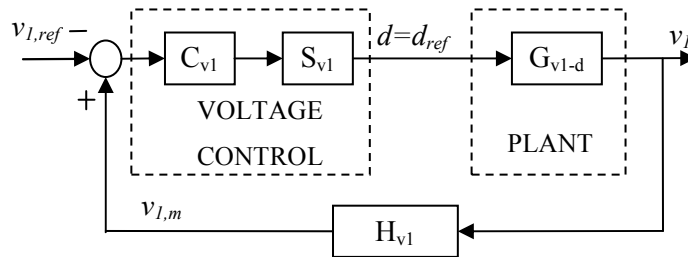 v1,ref −
+
Cv1
Sv1
VOLTAGE
CONTROL
d=dref
Gv1-d
PLANT
v1
v1,m
Hv1